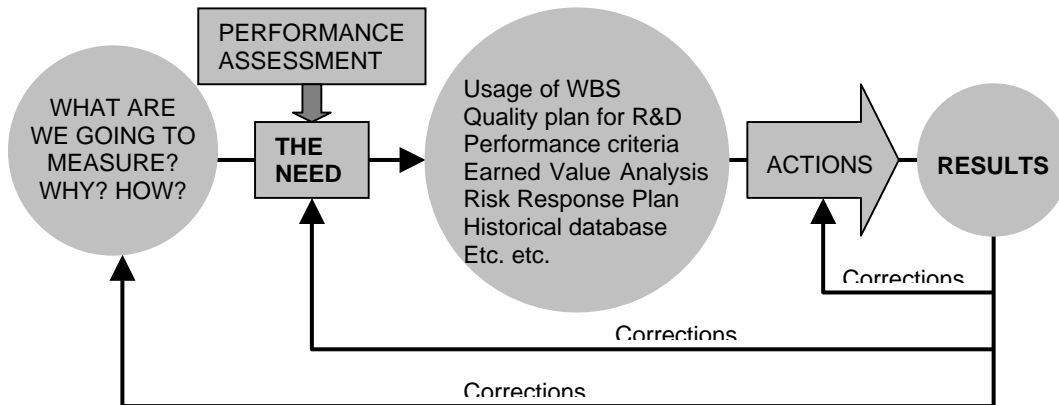 PERFORMANCE
ASSESSMENT
WHAT ARE
WE GOING TO
MEASURE?
WHY? HOW?
THE
NEED
Usage of WBS
Quality plan for R&D
Performance criteria
Earned Value Analysis
Risk Response Plan
Historical database
Etc. etc.
ACTIONS
RESULTS
Corrections
Corrections
Corrections